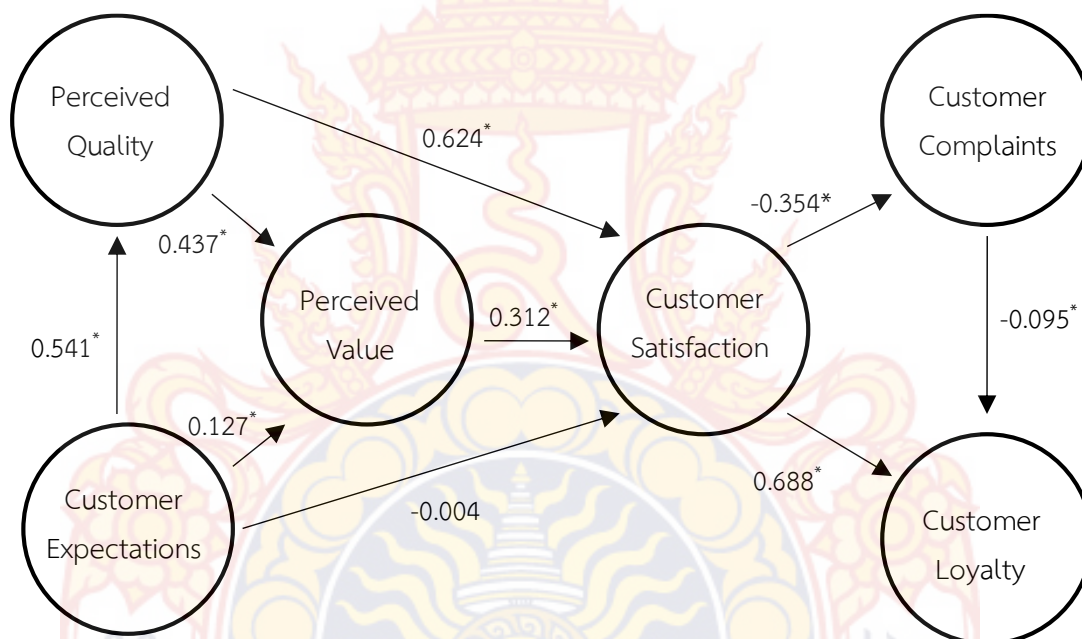 Perceived
Quality
Customer
Complaints
0.624*
-0.354*
0.437*
Perceived
Value
Customer
Satisfaction
0.312*
-0.095*
0.541*
0.127*
Customer
Expectations
-0.004
0.688*
Customer
Loyalty